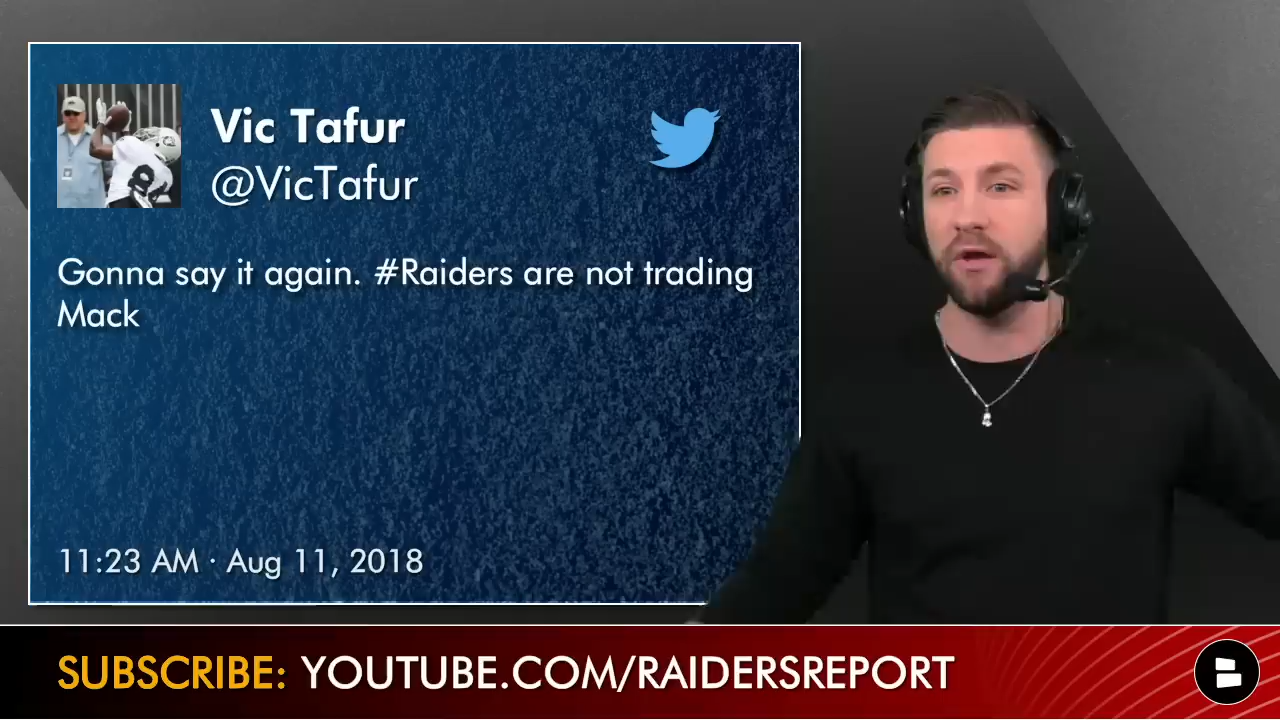 Vic Tafur
@VicTafur
Gonna say it again. #Raiders are not trading
Mack
11:23 AM · Aug 11, 2018
SUBSCRIBE: YOUTUBE.COM/RAIDERSREPORT